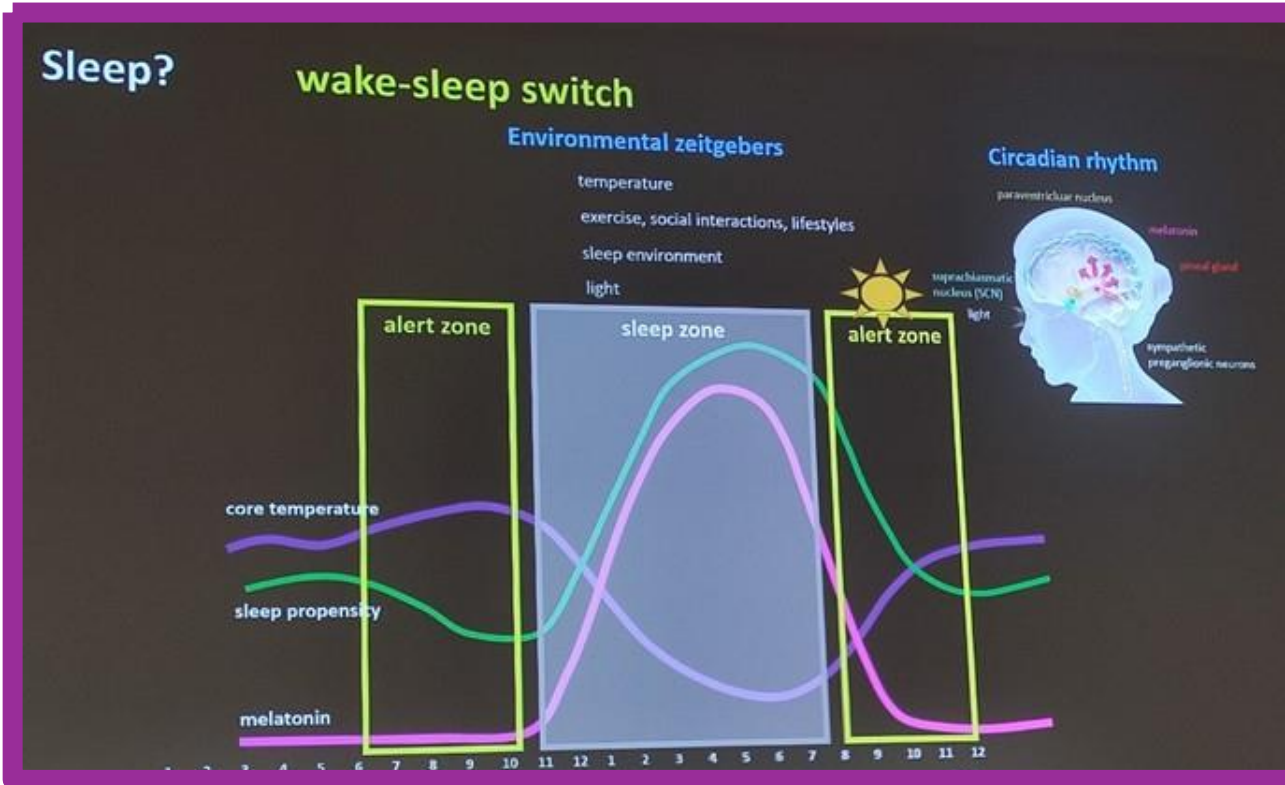 Sleep?
wake-sleep switch
Environmental zeitgebers
temperature
exercise, social interactions, lifestyles
sleep environment
light
Circadian rhythm
paraventricluar nucleus
melatonin
pineal gland
suprachiasmatic
nucleus (SCN)
light
sympathetic
preganglionic neurons
alert zone
sleep zone
alert zone
core temperature
sleep propensity
melatonin
3 4 5 6 7 8 9 10 11 12 1 2 3 4 5 6 7 8 9 10 11 12